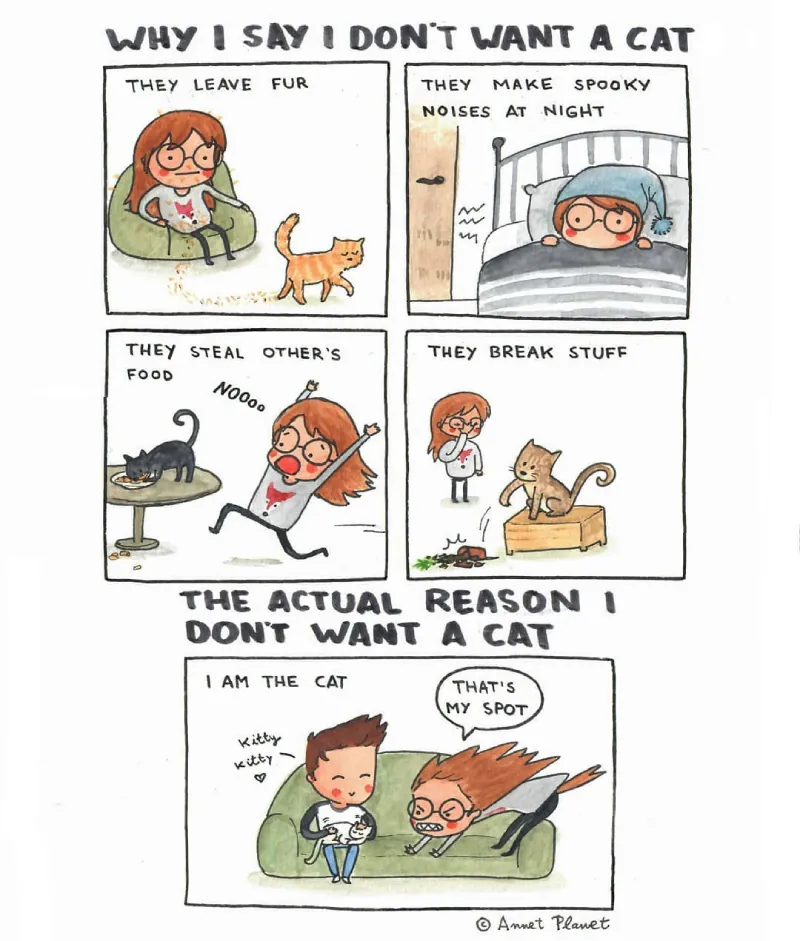 WHY I SAY I DON'T WANT A CAT
THEY LEAVE FUR
THEY MAKE SPOOKY
NOISES AT NIGHT
THEY STEAL OTHER'S
FOOD
NOOoo
THEY BREAK STUFF
THE ACTUAL REASON I
DON'T WANT A CAT
I AM THE CAT
THAT'S
MY SPOT
Kitty
Kitty
© Annet Planet